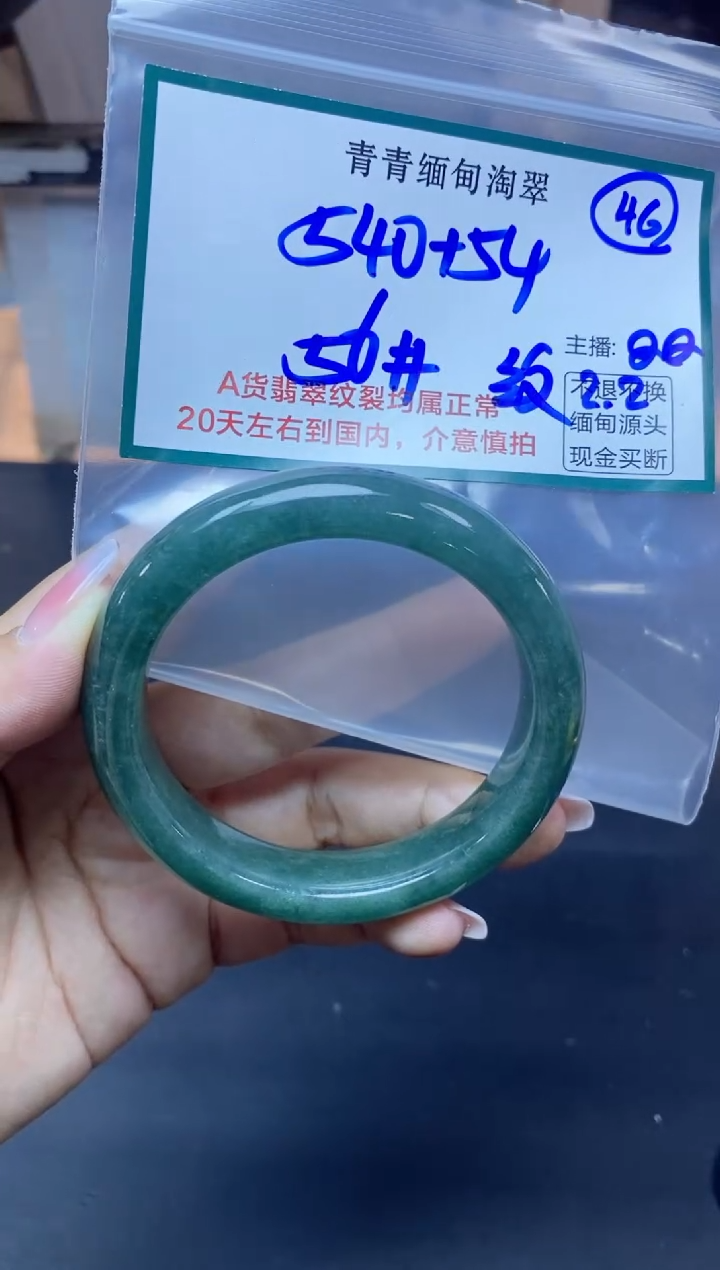 青青缅甸淘翠
46
540+54
56#
纹
主播: QQ
2.2
A货翡翠纹裂均属正常
20天左右到国内，介意慎拍
不退不换
缅甸源头
现金买断